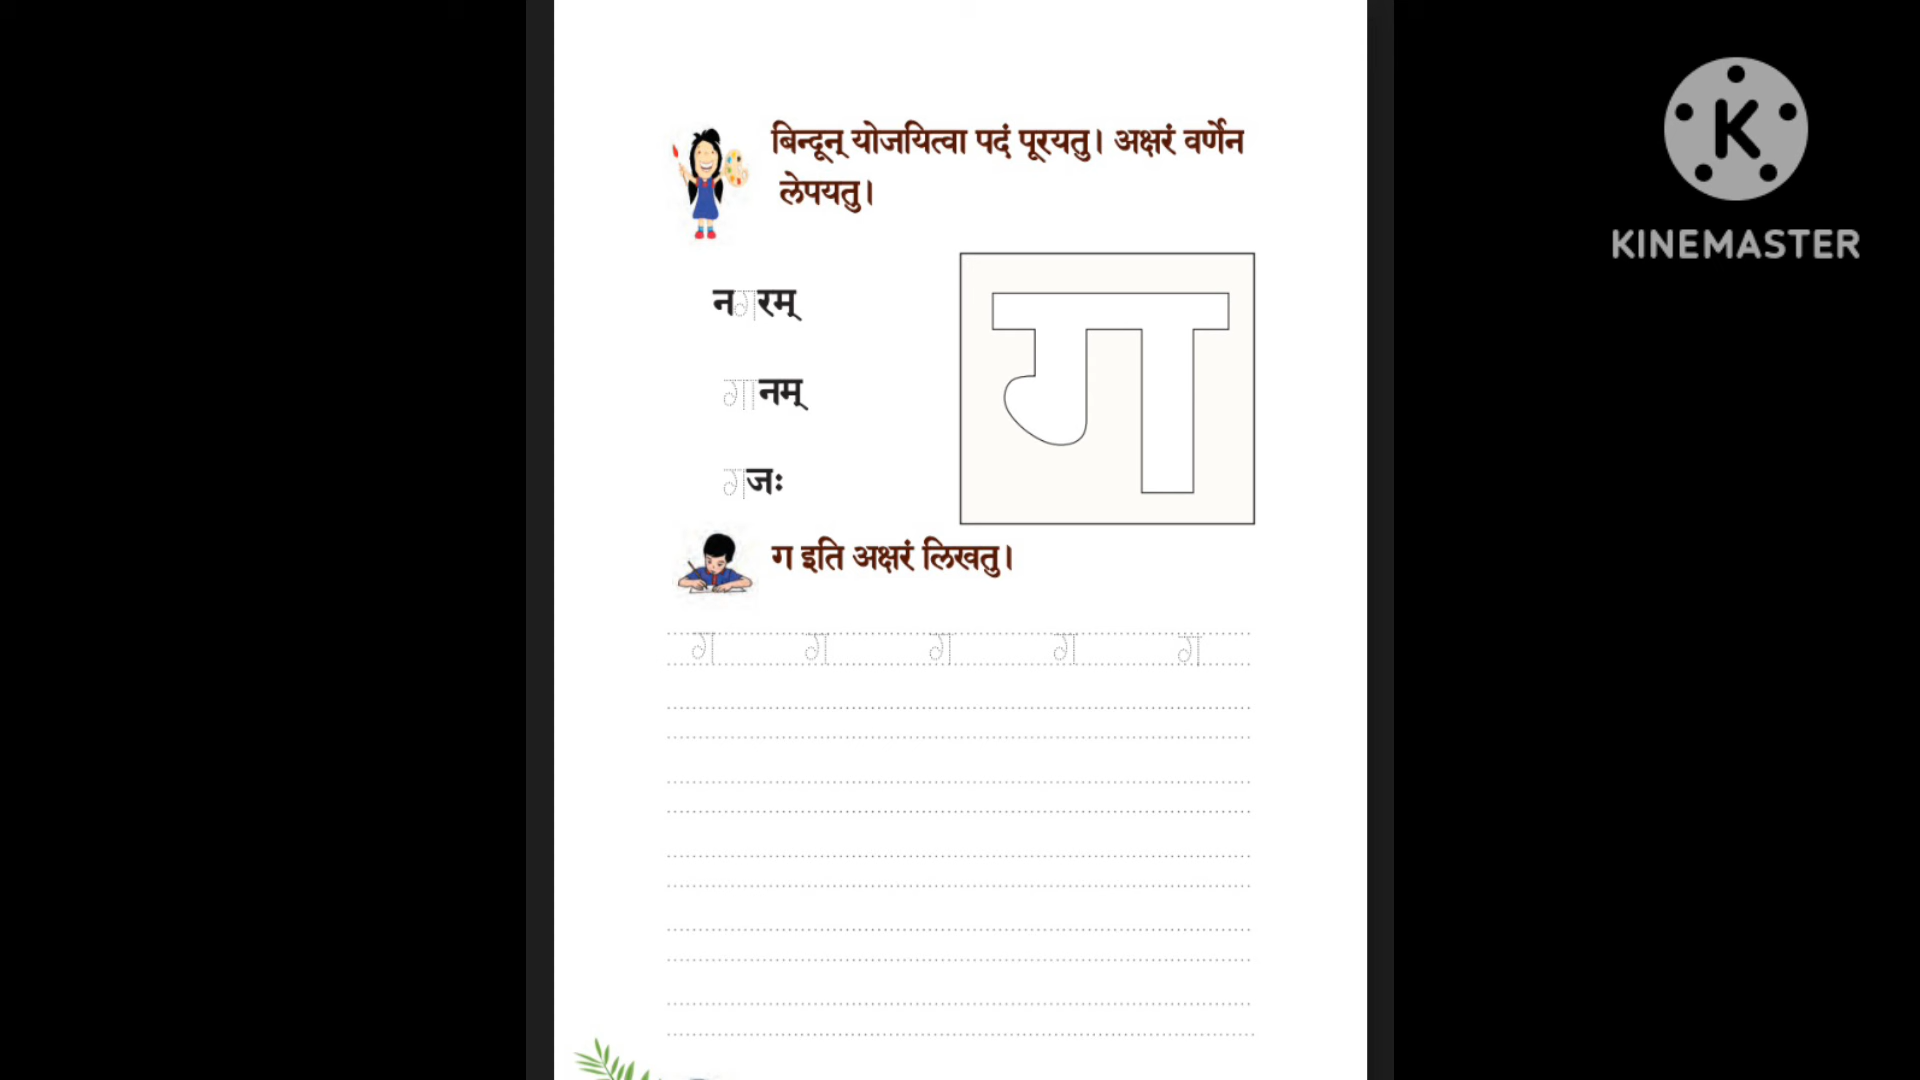 बिन्दून् योजयित्वा पदं पूरयतु। अक्षरं वर्णेन
लेपयतु।
नगरम्
गानम्
गजः
ग
ग इति अक्षरं लिखतु।
ग ग ग ग ग
K
KINEMASTER